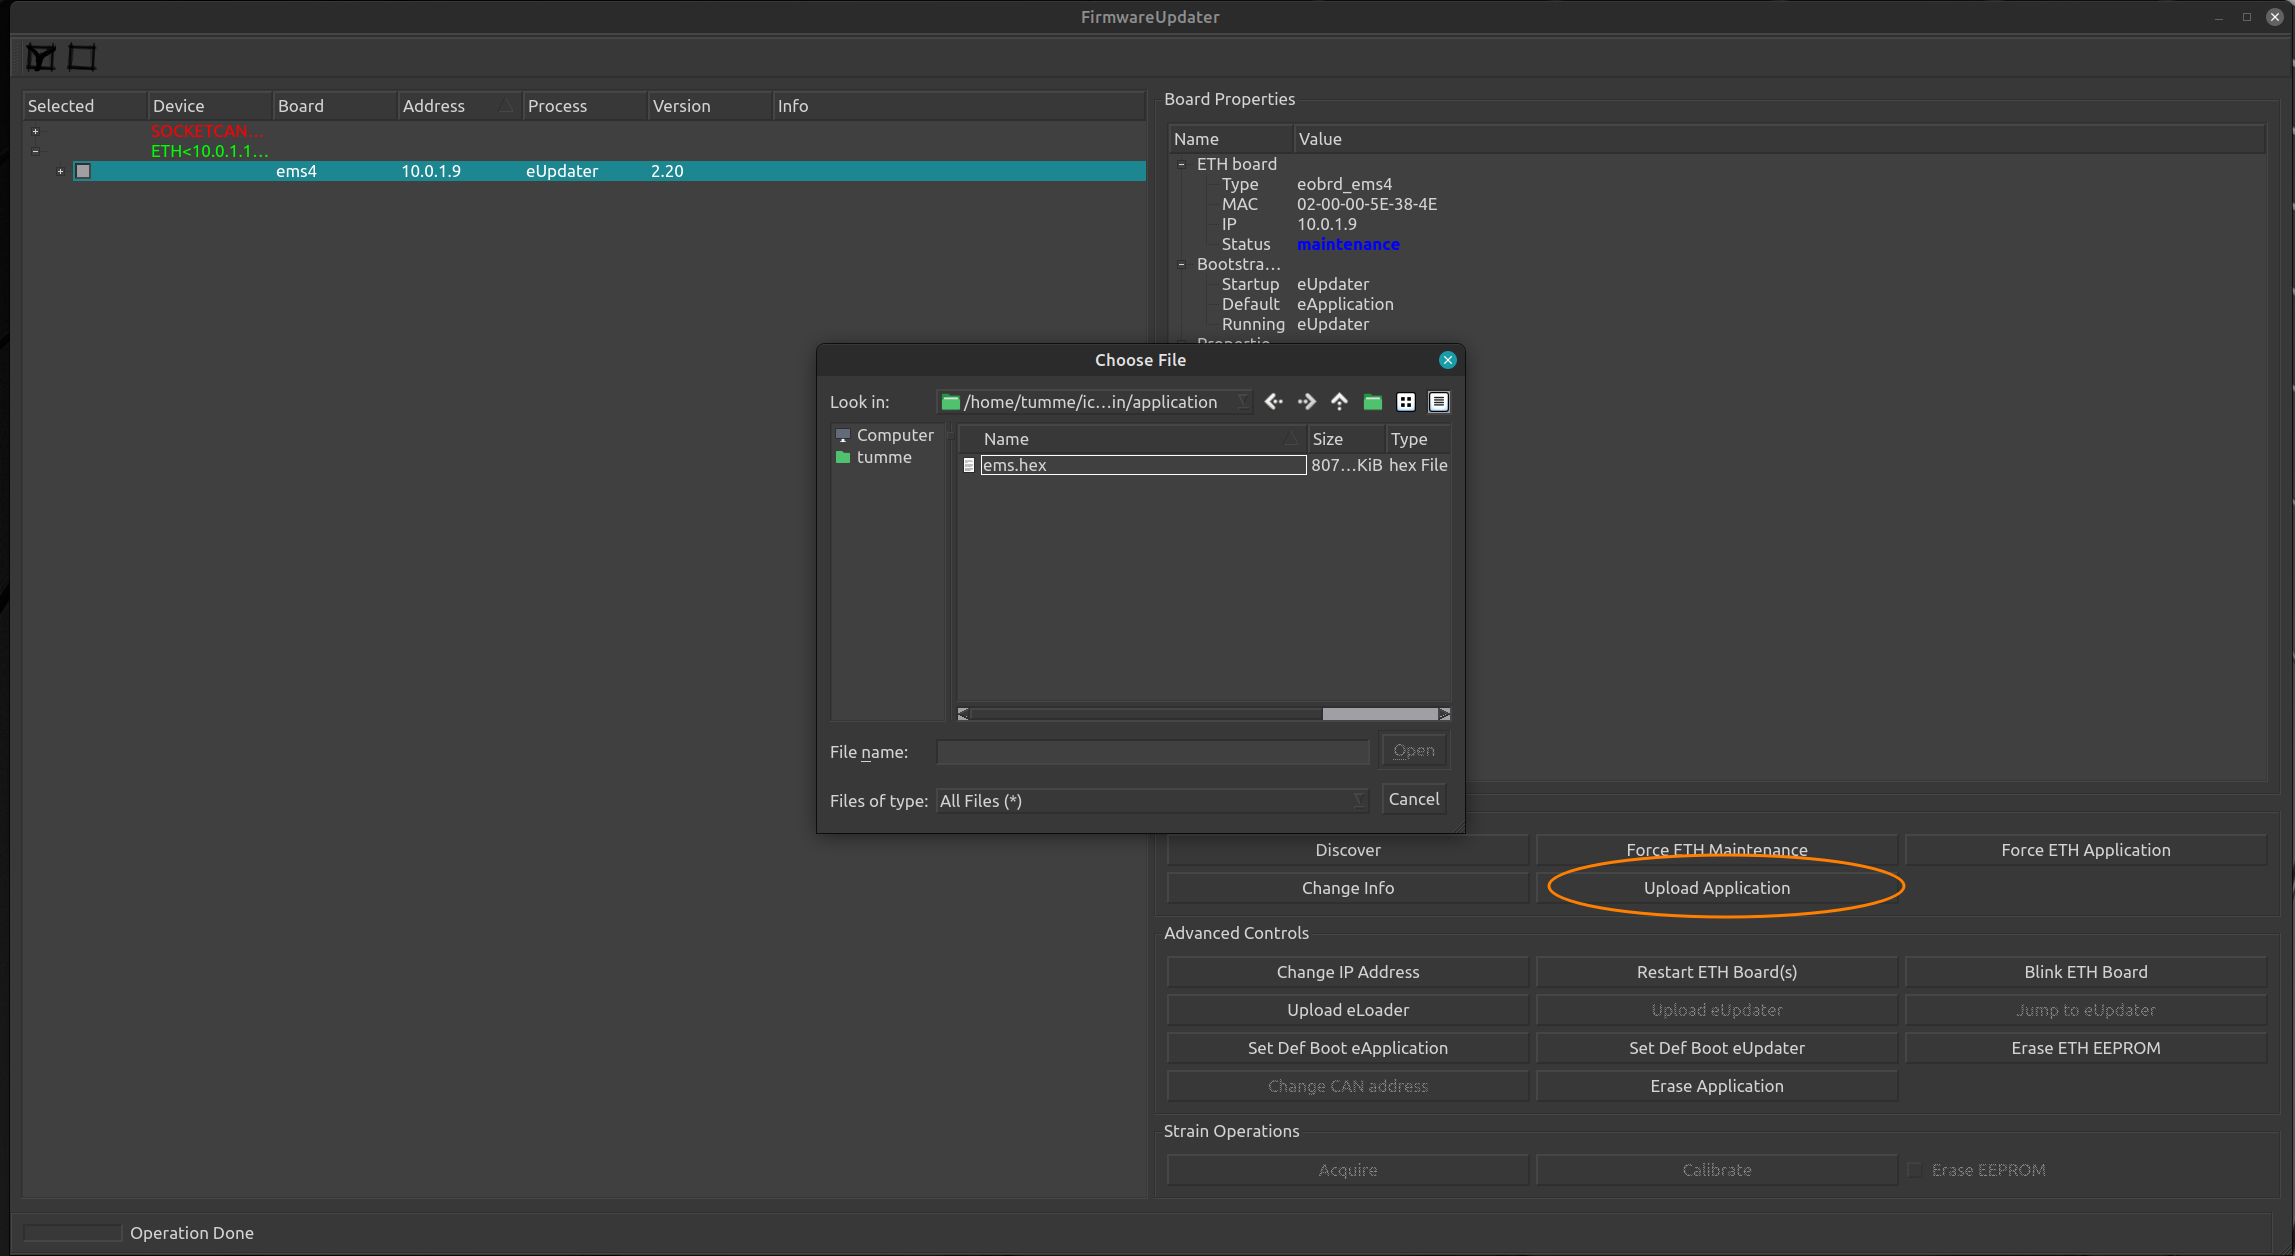 FirmwareUpdater
Selected Device Board Address Process Version Info
SOCKETCAN...
ETH<10.0.1.1...
ems4 10.0.1.9 eUpdater 2.20
Board Properties
Name Value
ETH board
Type eobrd_ems4
MAC 02-00-00-5E-38-4E
IP 10.0.1.9
Status maintenance
Bootstra...
Startup eUpdater
Default eApplication
Running eUpdater
Choose File
Look in: /home/tumme/ic...in/application
Computer
tumme
Name Size Type
ems.hex 807...KiB hex File
File name: Open
Files of type: All Files (*) Cancel
Discover Force ETH Maintenance Force ETH Application
Change Info Upload Application
Advanced Controls
Change IP Address Restart ETH Board(s) Blink ETH Board
Upload eLoader Upload eUpdater Jump to eUpdater
Set Def Boot eApplication Set Def Boot eUpdater Erase ETH EEPROM
Change CAN address Erase Application
Strain Operations
Acquire Calibrate Erase EEPROM
Operation Done